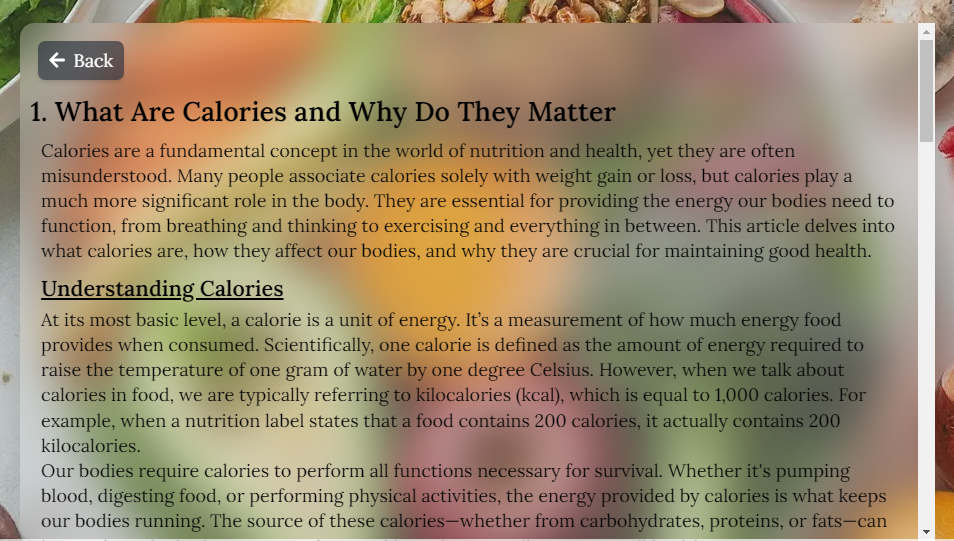 Back
1. What Are Calories and Why Do They Matter
Calories are a fundamental concept in the world of nutrition and health, yet they are often
misunderstood. Many people associate calories solely with weight gain or loss, but calories play a
much more significant role in the body. They are essential for providing the energy our bodies need to
function, from breathing and thinking to exercising and everything in between. This article delves into
what calories are, how they affect our bodies, and why they are crucial for maintaining good health.
Understanding Calories
At its most basic level, a calorie is a unit of energy. It’s a measurement of how much energy food
provides when consumed. Scientifically, one calorie is defined as the amount of energy required to
raise the temperature of one gram of water by one degree Celsius. However, when we talk about
calories in food, we are typically referring to kilocalories (kcal), which is equal to 1,000 calories. For
example, when a nutrition label states that a food contains 200 calories, it actually contains 200
kilocalories.
Our bodies require calories to perform all functions necessary for survival. Whether it's pumping
blood, digesting food, or performing physical activities, the energy provided by calories is what keeps
our bodies running. The source of these calories—whether from carbohydrates, proteins, or fats—can